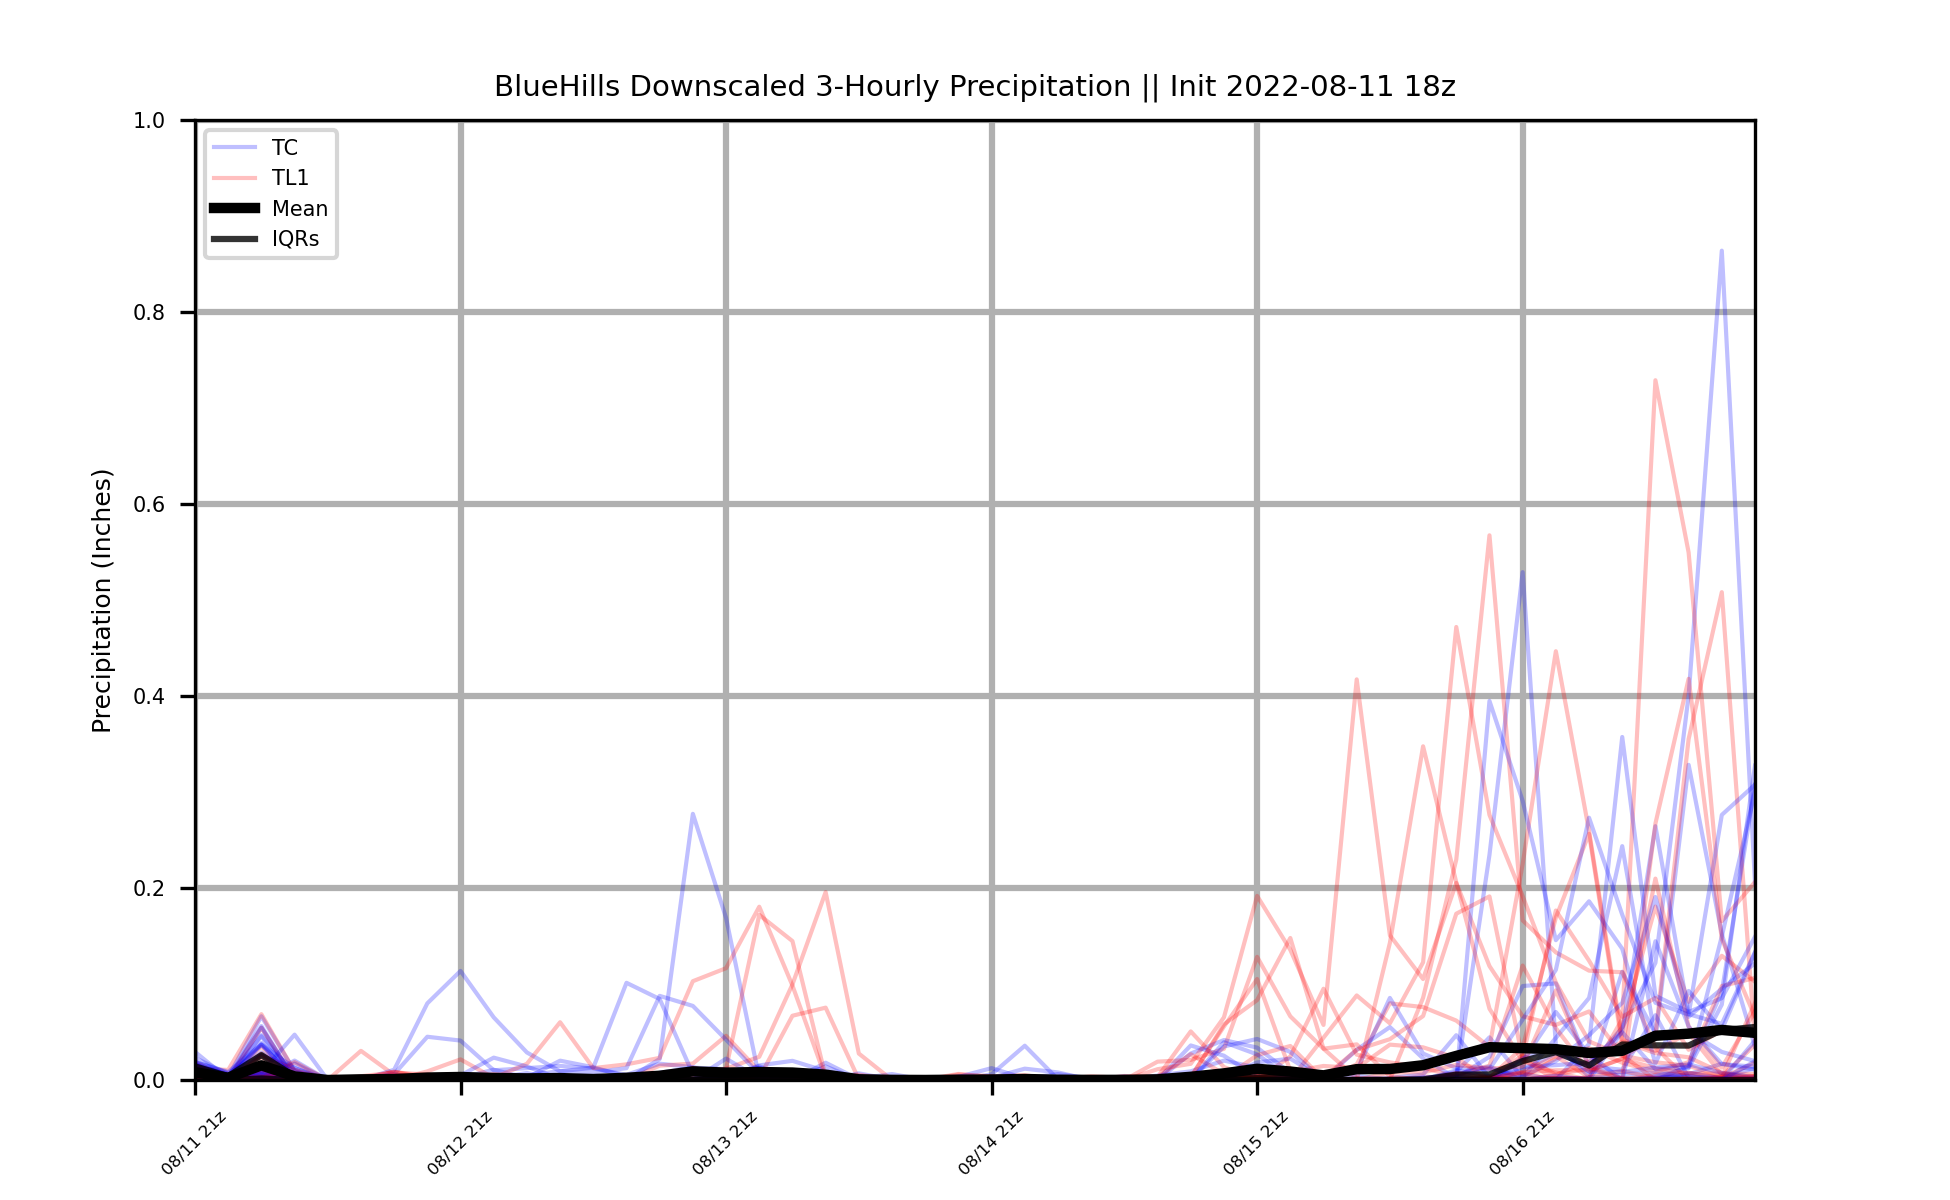 BlueHills Downscaled 3-Hourly Precipitation || Init 2022-08-11 18z
1.0
0.8
0.6
0.4
0.2
0.0
Precipitation (Inches)
TC
TL1
Mean
IQRs
08/11 21z
08/12 21z
08/13 21z
08/14 21z
08/15 21z
08/16 21z